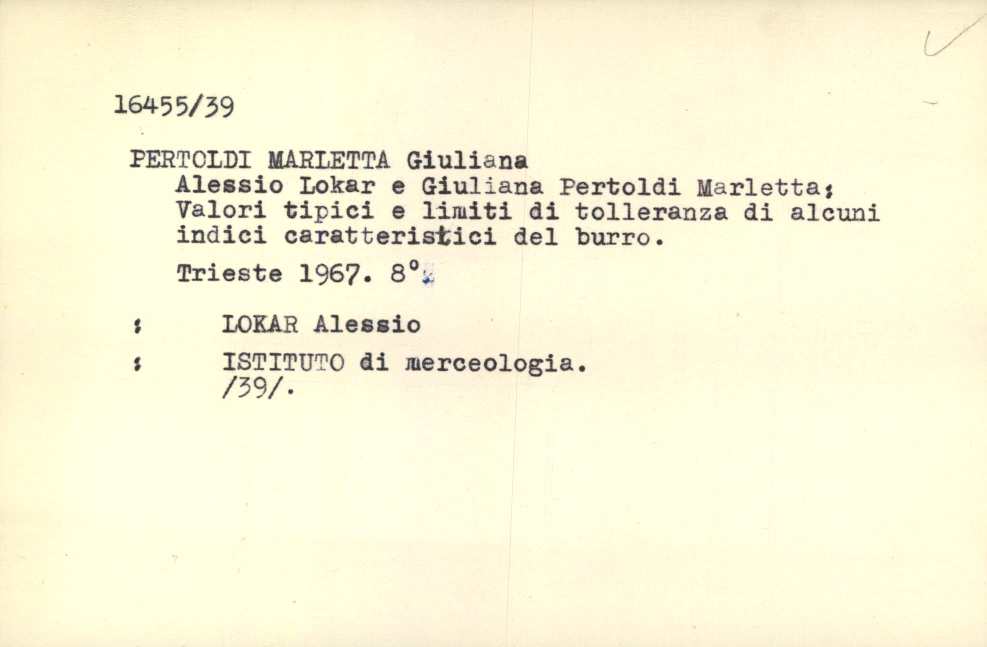 16455/39
PERTOLDI MARLETTA Giuliana
Alessio Lokar e Giuliana Pertoldi Marletta;
Valori tipici e limiti di tolleranza di alcuni
indici caratteristici del burro.
Trieste 1967. 8°
; LOKAR Alessio
; ISTITUTO di merceologia.
/39/.